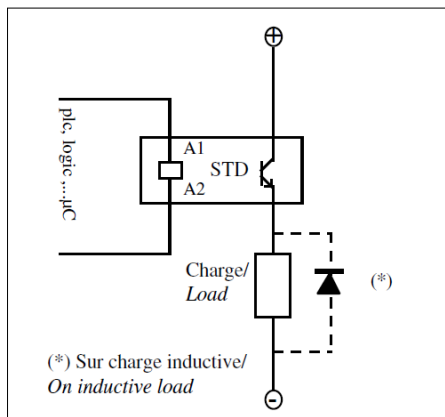 +
plc, logic ,...µC
A1
STD
A2
Charge/
Load
(*)
(*) Sur charge inductive/
On inductive load
-